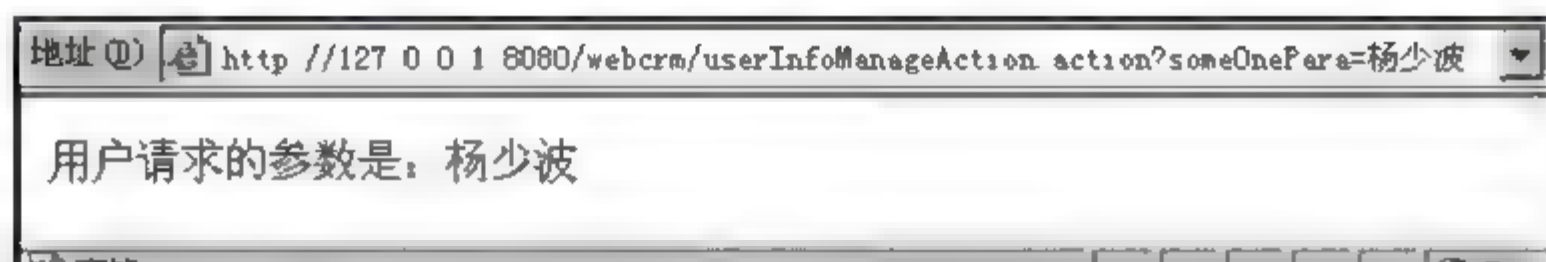 地址(D) http //127 0 0 1 8080/webcrm/userInfoManageAction action?someOnePara=杨少波
用户请求的参数是：杨少波